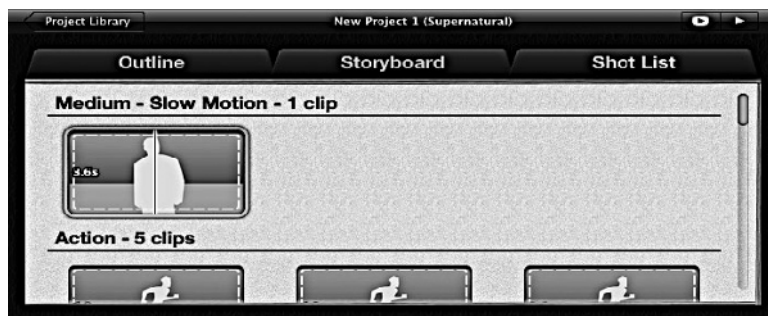 Project Library
New Project 1 (Supernatural)
Outline
Storyboard
Shot List
Medium - Slow Motion - 1 clip
3.6s
Action - 5 clips